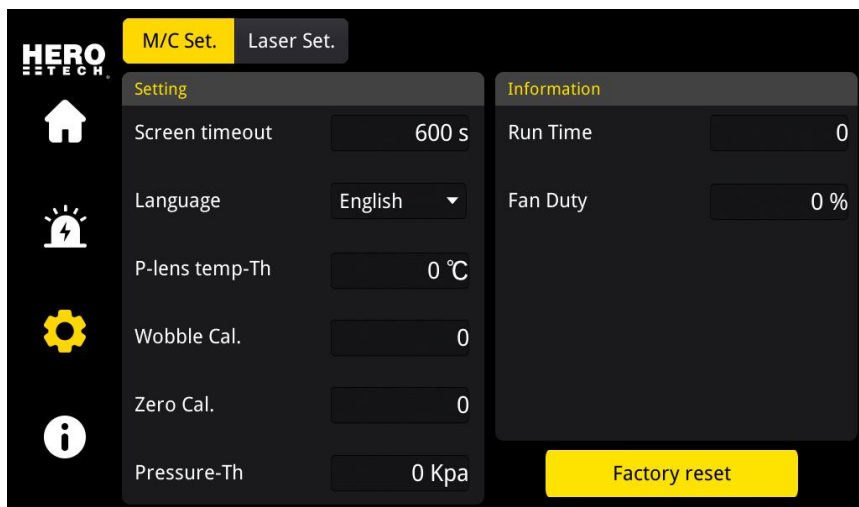 HERO
TECH
M/C Set. Laser Set.
Setting
Screen timeout 600 s
Language English
P-lens temp-Th 0 ℃
Wobble Cal. 0
Zero Cal. 0
Pressure-Th 0 Kpa
Information
Run Time 0
Fan Duty 0 %
Factory reset